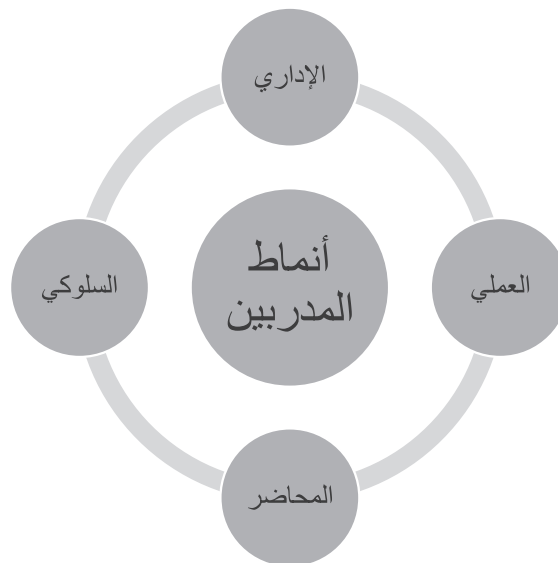 الإداري
أنماط
المدربين
العملي
السلوكي
المحاضر